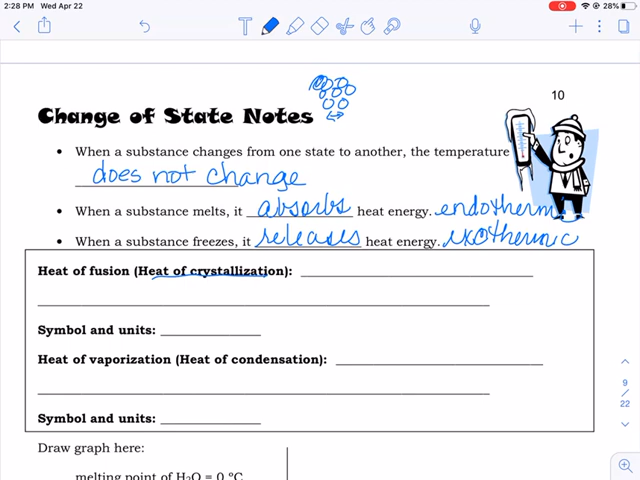 2:28 PM Wed Apr 22
28%
10
Change of State Notes
• When a substance changes from one state to another, the temperature
does not change
• When a substance melts, it absorbs heat energy. endothermic
• When a substance freezes, it releases heat energy. exothermic
Heat of fusion (Heat of crystallization):
Symbol and units:
Heat of vaporization (Heat of condensation):
Symbol and units:
Draw graph here:
melting point of H₂O = 0 ºC
9
/
22